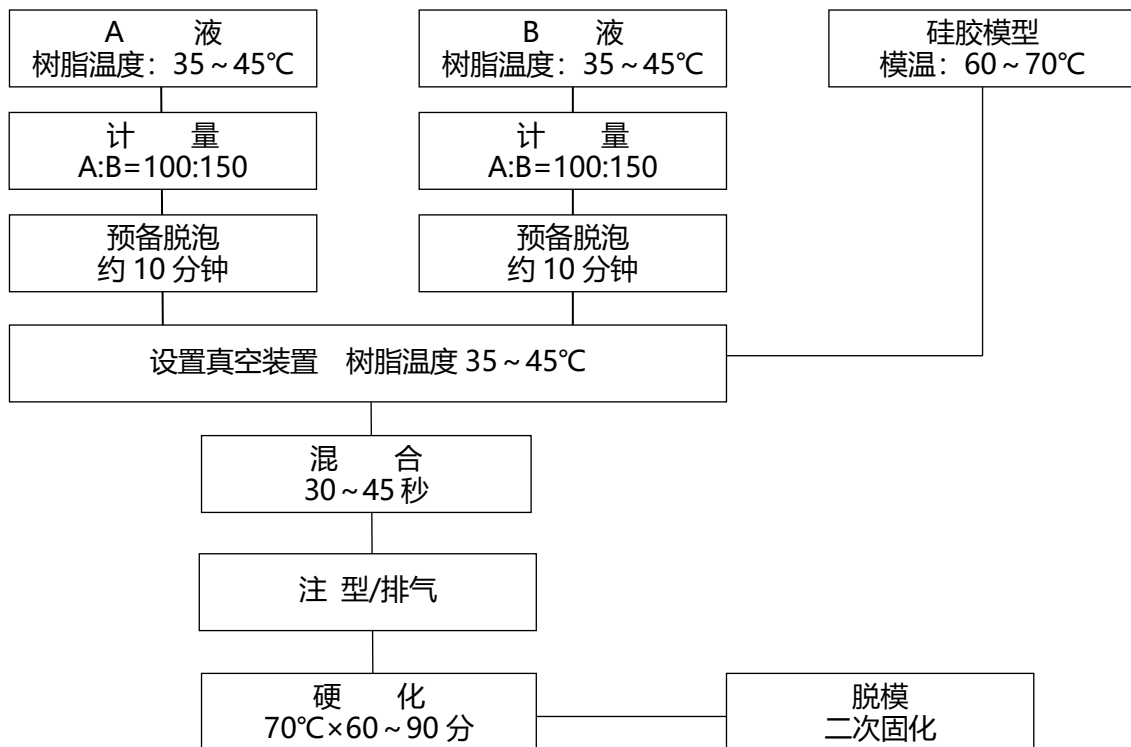 A 液
树脂温度：35～45℃
B 液
树脂温度：35～45℃
硅胶模型
模温：60～70℃
计 量
A:B=100:150
计 量
A:B=100:150
预备脱泡
约 10 分钟
预备脱泡
约 10 分钟
设置真空装置 树脂温度 35～45℃
混 合
30～45 秒
注 型/排气
硬 化
70℃×60～90 分
脱模
二次固化